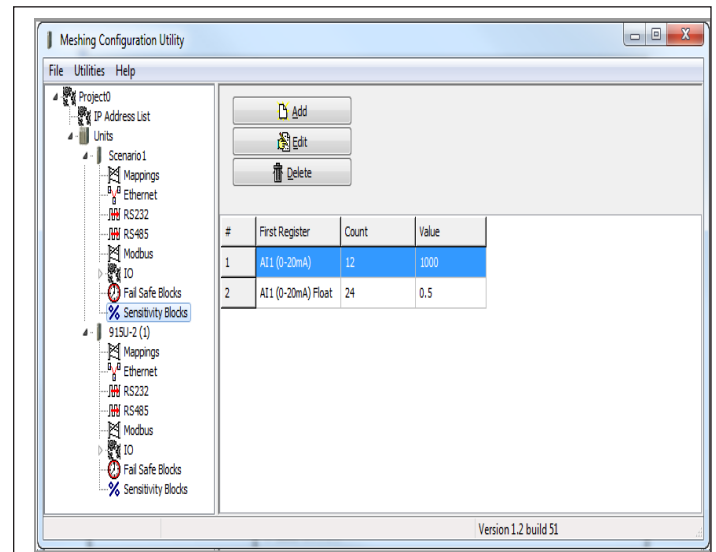 Meshing Configuration Utility
File Utilities Help
Project0
IP Address List
Units
Scenario1
Mappings
Ethernet
RS232
RS485
Modbus
IO
Fail Safe Blocks
Sensitivity Blocks
915U-2 (1)
Mappings
Ethernet
RS232
RS485
Modbus
IO
Fail Safe Blocks
Sensitivity Blocks
Add
Edit
Delete
# First Register Count Value
1 AI1 (0-20mA) 12 1000
2 AI1 (0-20mA) Float 24 0.5
Version 1.2 build 51